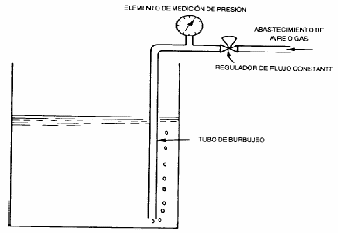 ELEMENTO DE MEDICIÓN DE PRESIÓN
ABASTECIMIENTO DE
AIRE O GAS
REGULADOR DE FLUJO CONSTANTE
TUBO DE BURBUJEO